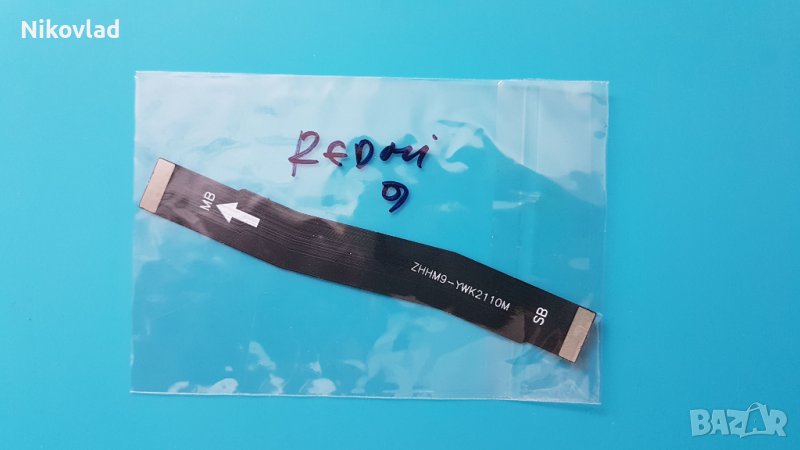 Nikovlad
REDMI
9
MB
ZHHM9-YWK2110M
SB
BAZAR